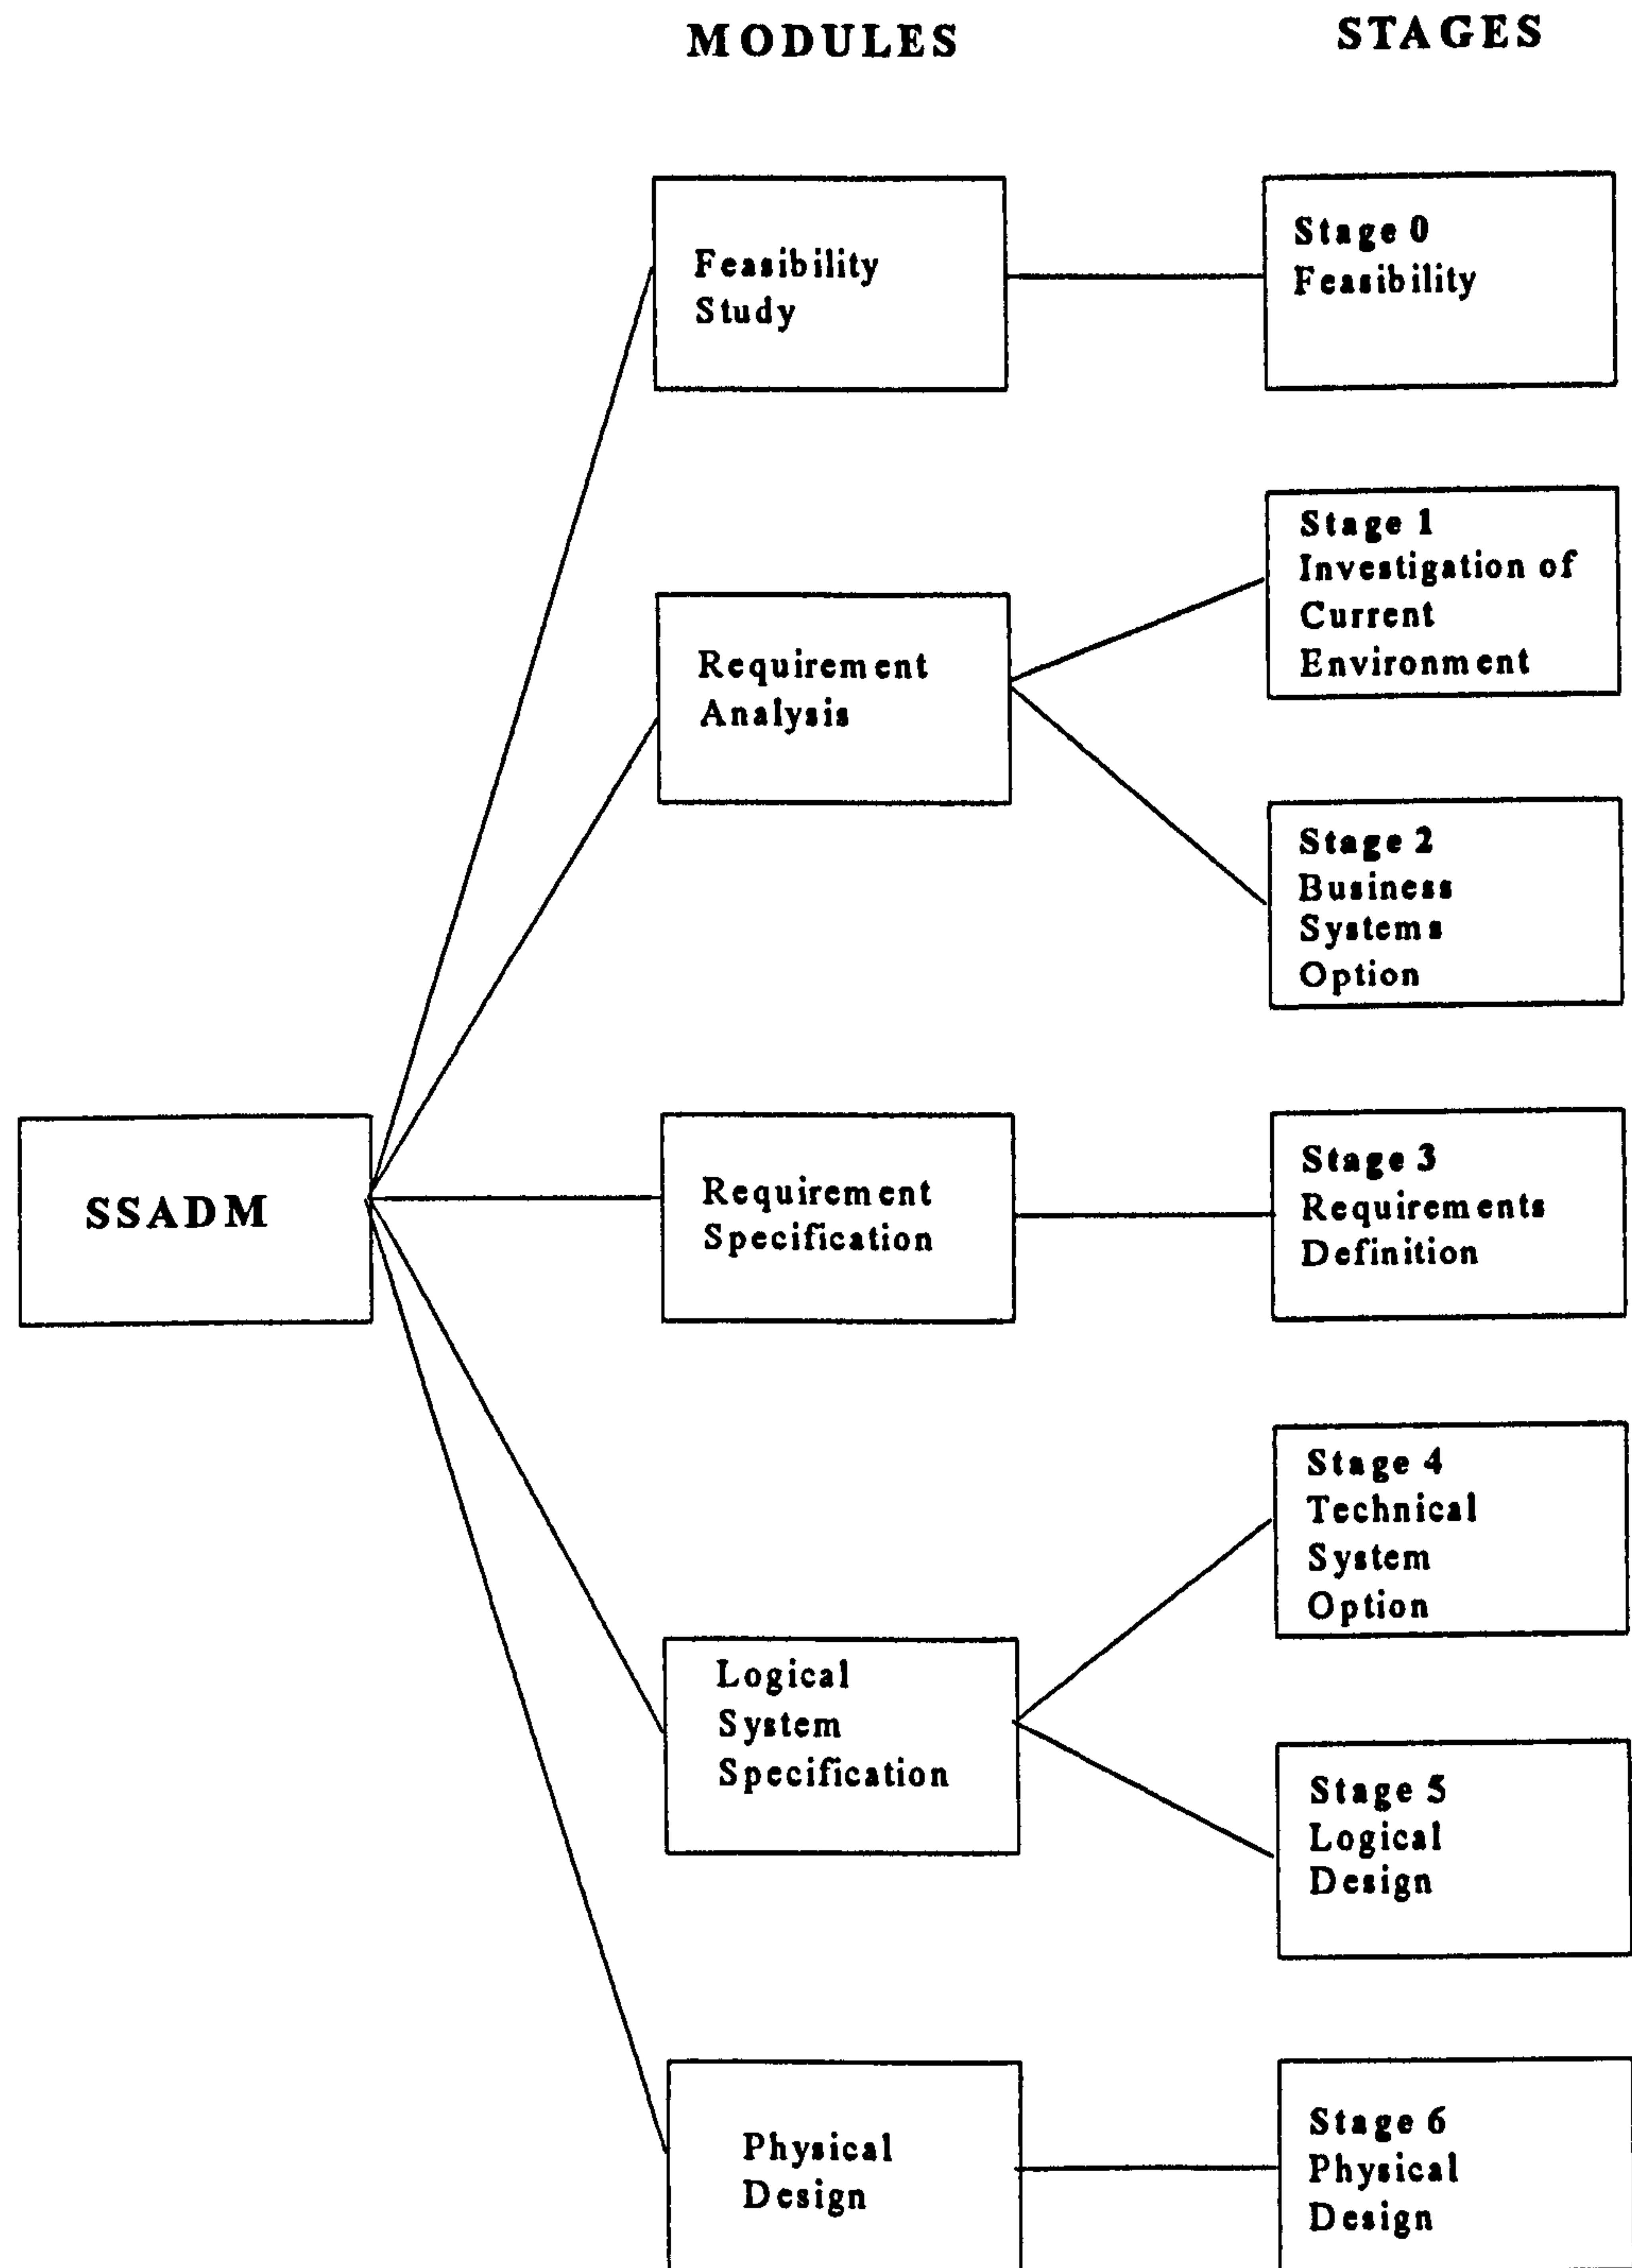 MODULES
STAGES
Feasibility
Study
Stage 0
Feasibility
Stage 1
Investigation of
Current
Environment
Requirement
Analysis
Stage 2
Business
Systems
Option
SSADM
Requirement
Specification
Stage 3
Requirements
Definition
Stage 4
Technical
System
Option
Logical
System
Specification
Stage 5
Logical
Design
Physical
Design
Stage 6
Physical
Design